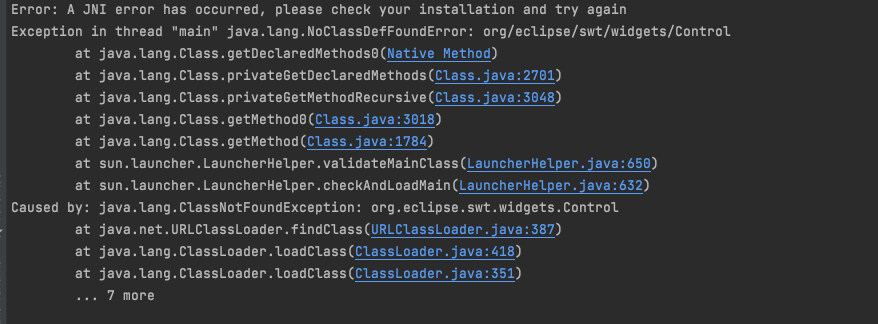 Error: A JNI error has occurred, please check your installation and try again
Exception in thread "main" java.lang.NoClassDefFoundError: org/eclipse/swt/widgets/Control
at java.lang.Class.getDeclaredMethods0(Native Method)
at java.lang.Class.privateGetDeclaredMethods(Class.java:2701)
at java.lang.Class.privateGetMethodRecursive(Class.java:3048)
at java.lang.Class.getMethod0(Class.java:3018)
at java.lang.Class.getMethod(Class.java:1784)
at sun.launcher.LauncherHelper.validateMainClass(LauncherHelper.java:650)
at sun.launcher.LauncherHelper.checkAndLoadMain(LauncherHelper.java:632)
Caused by: java.lang.ClassNotFoundException: org.eclipse.swt.widgets.Control
at java.net.URLClassLoader.findClass(URLClassLoader.java:387)
at java.lang.ClassLoader.loadClass(ClassLoader.java:418)
at java.lang.ClassLoader.loadClass(ClassLoader.java:351)
... 7 more